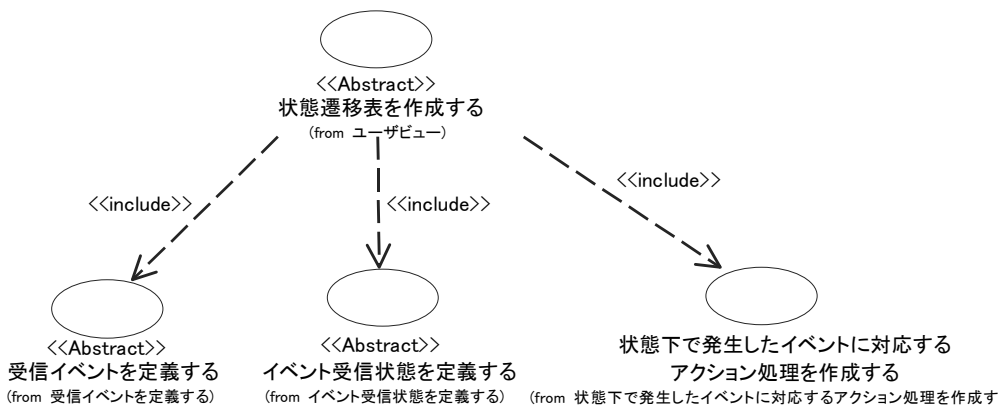 <<Abstract>>
状態遷移表を作成する
(from ユーザビュー)
<<include>>
<<include>>
<<include>>
<<Abstract>>
受信イベントを定義する
(from 受信イベントを定義する)
<<Abstract>>
イベント受信状態を定義する
(from イベント受信状態を定義する)
状態下で発生したイベントに対応する
アクション処理を作成する
(from 状態下で発生したイベントに対応するアクション処理を作成す